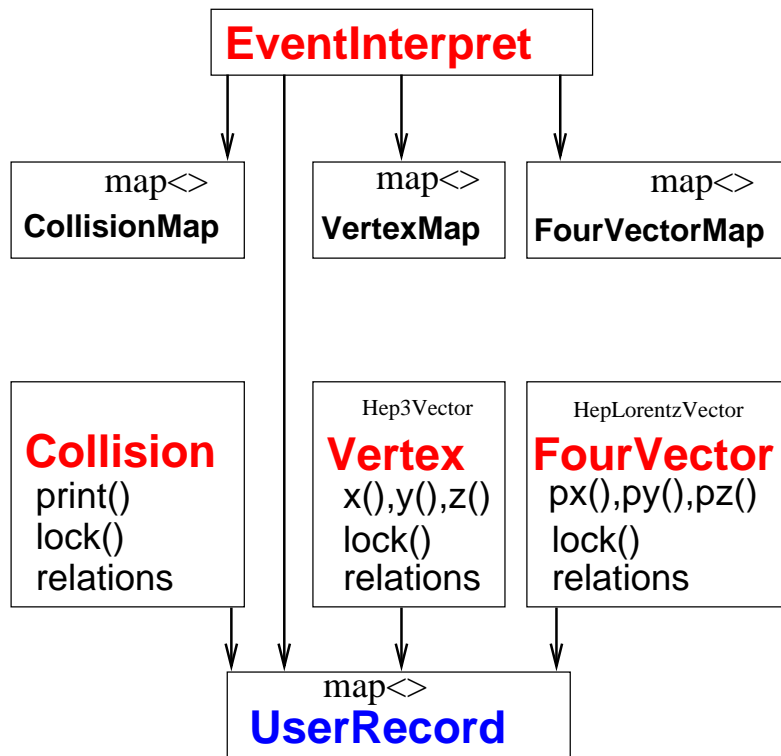 EventInterpret
map<>
CollisionMap
map<>
VertexMap
map<>
FourVectorMap
Collision
print()
lock()
relations
Hep3Vector
Vertex
x(),y(),z()
lock()
relations
HepLorentzVector
FourVector
px(),py(),pz()
lock()
relations
map<>
UserRecord